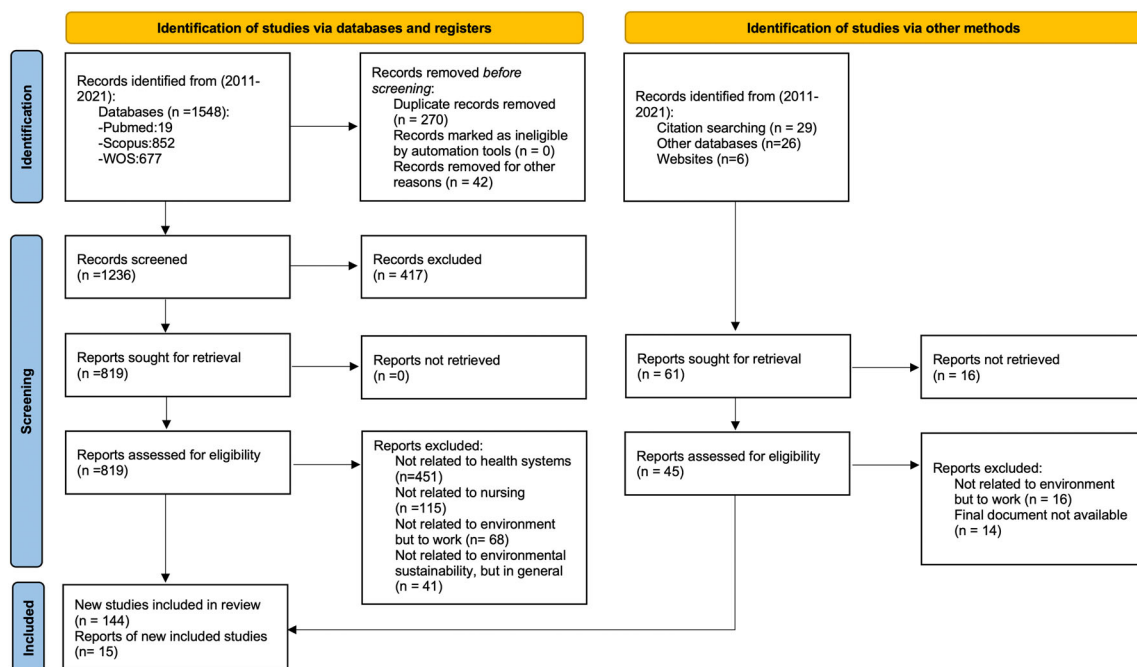 Identification of studies via databases and registers
Identification of studies via other methods
Identification
Records identified from (2011-
2021):
Databases (n =1548):
-Pubmed:19
-Scopus:852
-WOS:677
Records removed before
screening:
Duplicate records removed
(n = 270)
Records marked as ineligible
by automation tools (n = 0)
Records removed for other
reasons (n = 42)
Records identified from (2011-
2021):
Citation searching (n = 29)
Other databases (n=26)
Websites (n=6)
Screening
Records screened
(n =1236)
Records excluded
(n = 417)
Reports sought for retrieval
(n =819)
Reports not retrieved
(n =0)
Reports sought for retrieval
(n = 61)
Reports not retrieved
(n = 16)
Reports assessed for eligibility
(n =819)
Reports excluded:
Not related to health systems
(n=451)
Not related to nursing
(n =115)
Not related to environment
but to work (n= 68)
Not related to environmental
sustainability, but in general
(n = 41)
Reports assessed for eligibility
(n = 45)
Reports excluded:
Not related to environment
but to work (n = 16)
Final document not available
(n = 14)
Included
New studies included in review
(n = 144)
Reports of new included studies
(n= 15)